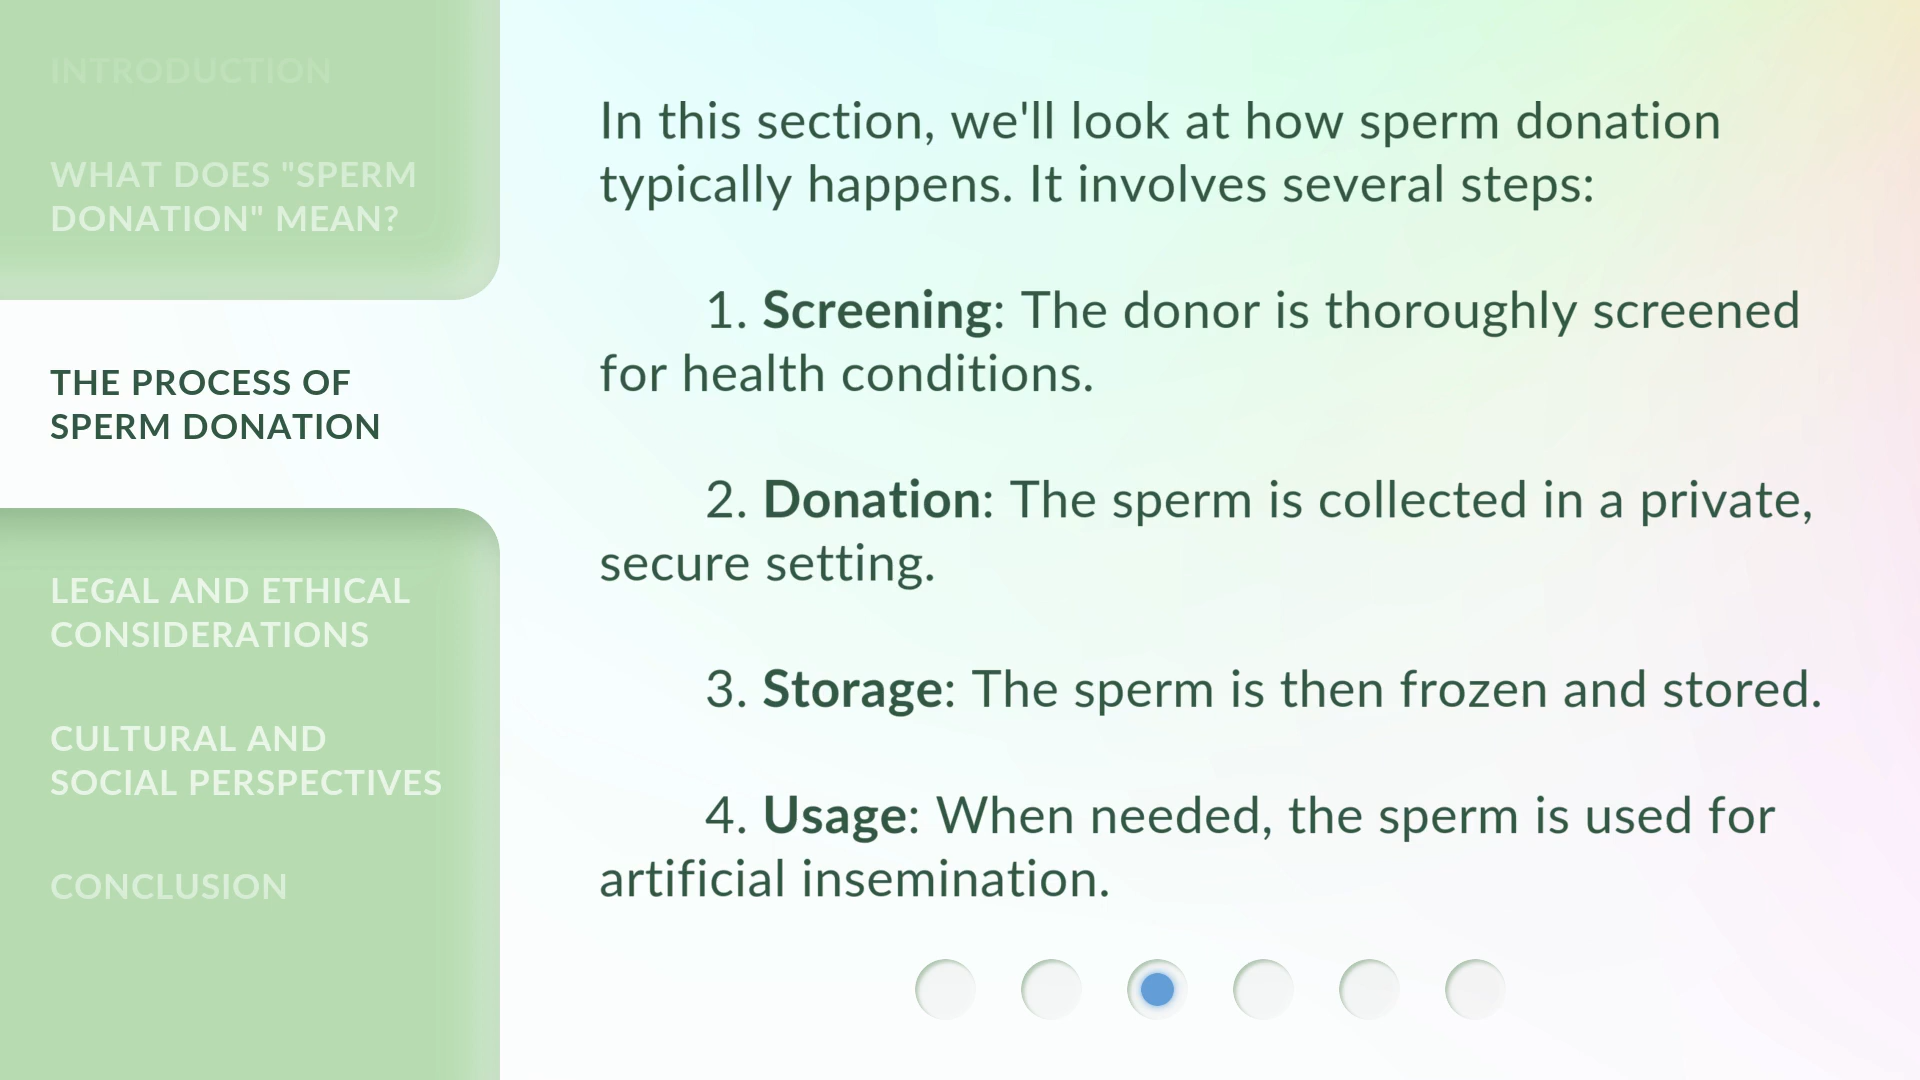 INTRODUCTION
WHAT DOES "SPERM
DONATION" MEAN?
THE PROCESS OF
SPERM DONATION
LEGAL AND ETHICAL
CONSIDERATIONS
CULTURAL AND
SOCIAL PERSPECTIVES
CONCLUSION
In this section, we'll look at how sperm donation
typically happens. It involves several steps:
1. Screening: The donor is thoroughly screened
for health conditions.
2. Donation: The sperm is collected in a private,
secure setting.
3. Storage: The sperm is then frozen and stored.
4. Usage: When needed, the sperm is used for
artificial insemination.